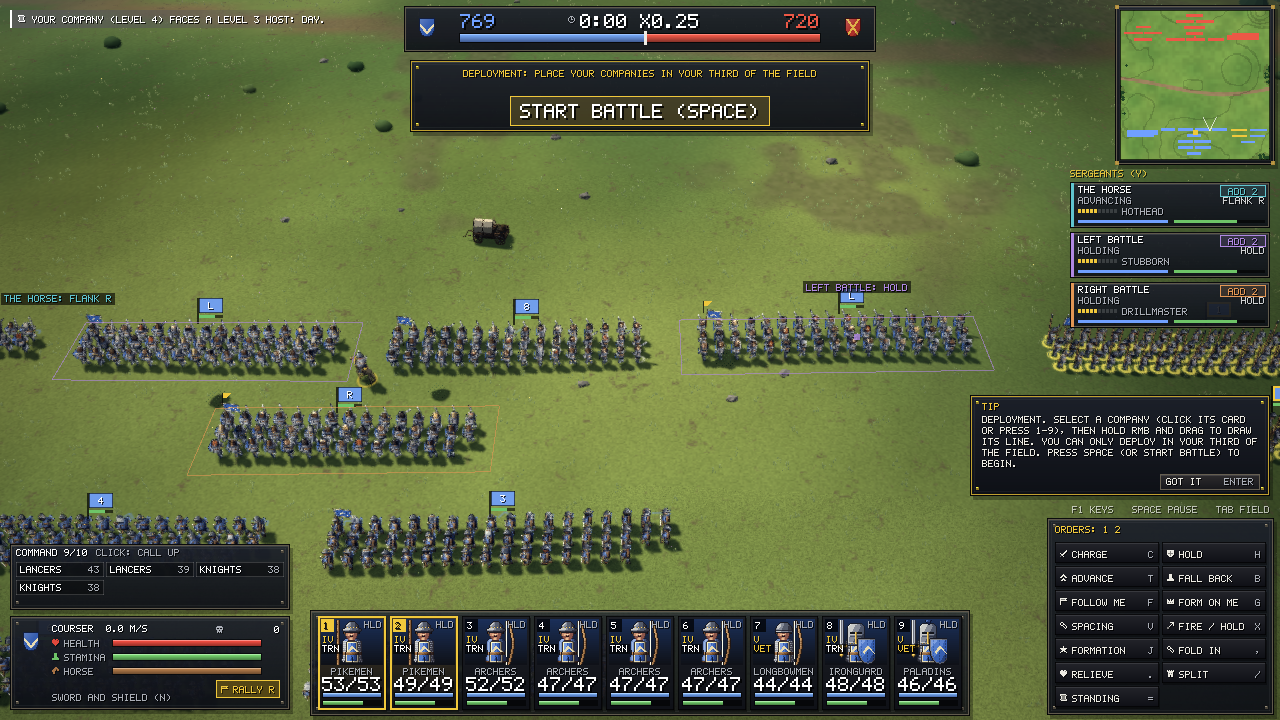 YOUR COMPANY (LEVEL 4) FACES A LEVEL 3 HOST: DAY.
769 0:00 X0.25 720
DEPLOYMENT: PLACE YOUR COMPANIES IN YOUR THIRD OF THE FIELD
START BATTLE (SPACE)
SERGEANTS (Y)
THE HORSE ADD 2
ADVANCING FLANK R
HOTHEAD
LEFT BATTLE ADD 2
HOLDING HOLD
STUBBORN
RIGHT BATTLE ADD 2
HOLDING HOLD
DRILLMASTER
THE HORSE: FLANK R
LEFT BATTLE: HOLD
L
8
L
R
4
3
TIP
DEPLOYMENT. SELECT A COMPANY (CLICK ITS CARD
OR PRESS 1-9), THEN HOLD RMB AND DRAG TO DRAW
ITS LINE. YOU CAN ONLY DEPLOY IN YOUR THIRD OF
THE FIELD. PRESS SPACE (OR START BATTLE) TO
BEGIN.
GOT IT ENTER
F1 KEYS SPACE PAUSE TAB FIELD
ORDERS: 1 2
CHARGE C HOLD H
ADVANCE T FALL BACK B
FOLLOW ME F FORM ON ME G
SPACING V FIRE / HOLD X
FORMATION J FOLD IN ,
RELIEVE . SPLIT /
STANDING =
COMMAND 9/10 CLICK: CALL UP
LANCERS 43 LANCERS 39 KNIGHTS 38
KNIGHTS 38
COURSER 0.0 M/S 0
HEALTH
STAMINA
HORSE
SWORD AND SHIELD (N)
RALLY R
1 HLD IV TRN PIKEMEN 53/53
2 HLD IV TRN PIKEMEN 49/49
3 HLD IV TRN ARCHERS 52/52
4 HLD IV TRN ARCHERS 47/47
5 HLD IV TRN ARCHERS 47/47
6 HLD IV TRN ARCHERS 47/47
7 HLD V VET LONGBOWMEN 44/44
8 HLD IV TRN IRONGUARD 48/48
9 HLD V VET PALADINS 46/46